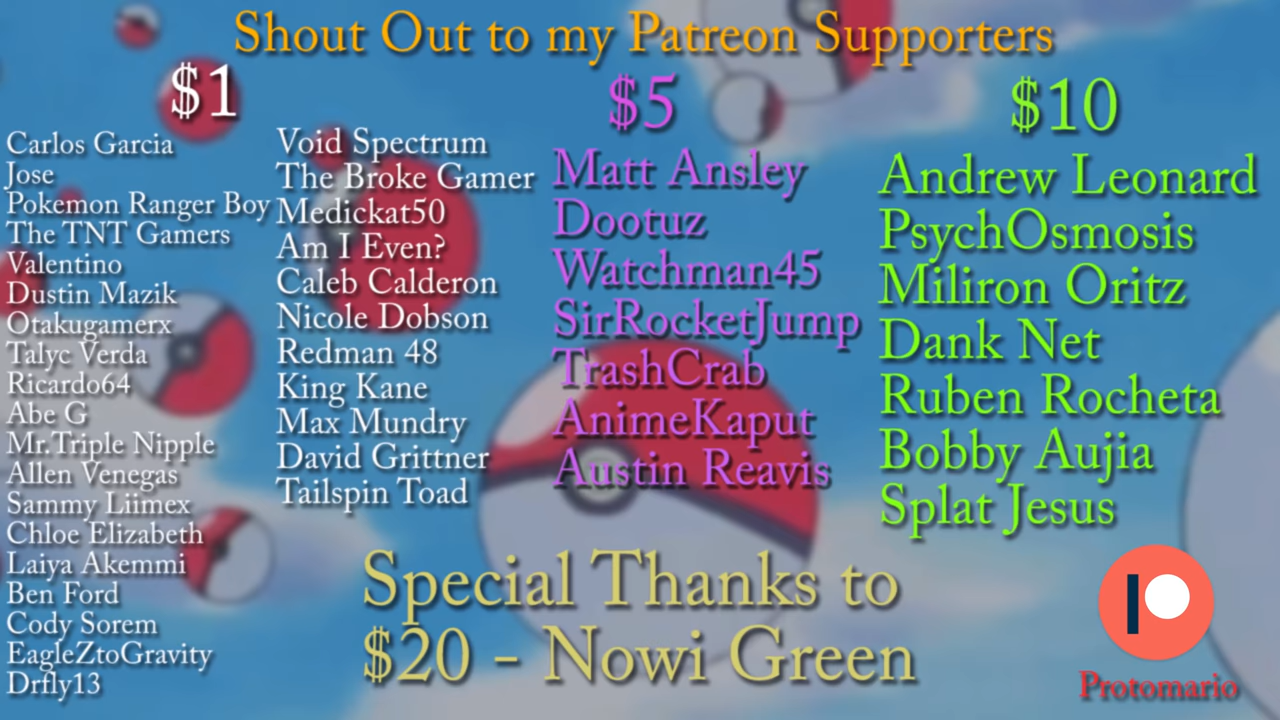 Shout Out to my Patreon Supporters
$1
Carlos Garcia
Jose
Pokemon Ranger Boy
The TNT Gamers
Valentino
Dustin Mazik
Otakugamerx
Talyc Verda
Ricardo64
Abe G
Mr.Triple Nipple
Allen Venegas
Sammy Liimex
Chloe Elizabeth
Laiya Akemmi
Ben Ford
Cody Sorem
EagleZtoGravity
Drfly13
Void Spectrum
The Broke Gamer
Medickat50
Am I Even?
Caleb Calderon
Nicole Dobson
Redman 48
King Kane
Max Mundry
David Grittner
Tailspin Toad
$5
Matt Ansley
Dootuz
Watchman45
SirRocketJump
TrashCrab
AnimeKaput
Austin Reavis
$10
Andrew Leonard
PsychOsmosis
Miliron Oritz
Dank Net
Ruben Rocheta
Bobby Aujia
Splat Jesus
Special Thanks to
$20 - Nowi Green
Protomario